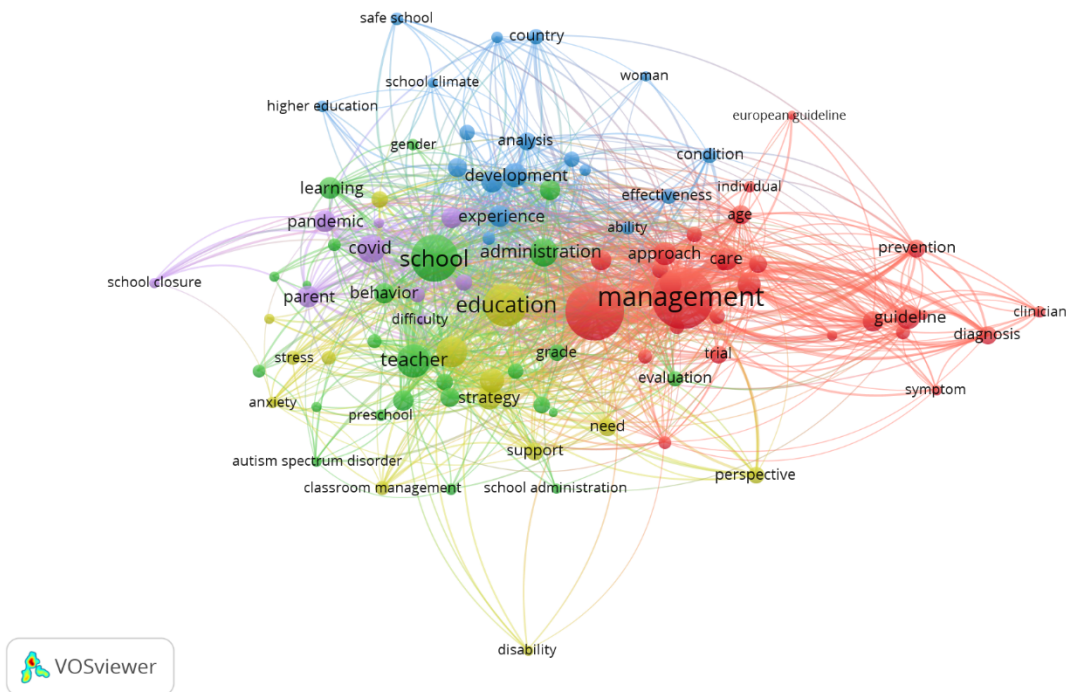 safe school
country
school climate
woman
higher education
european guideline
gender
analysis
condition
learning
development
effectiveness
individual
pandemic
experience
ability
age
covid
school
administration
approach
care
prevention
school closure
parent
behavior
education
management
difficulty
guideline
clinician
diagnosis
stress
teacher
grade
trial
evaluation
symptom
anxiety
preschool
strategy
need
support
autism spectrum disorder
classroom management
school administration
perspective
disability
VOSviewer